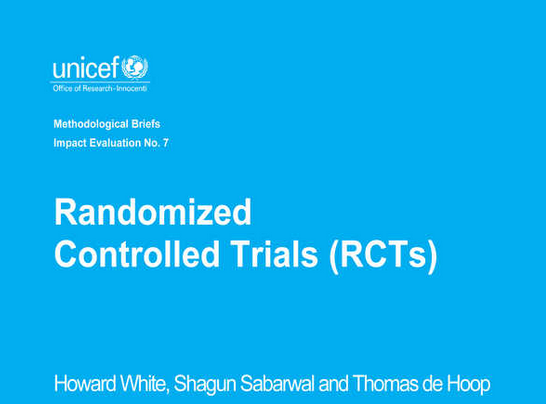 unicef
Office of Research-Innocenti
Methodological Briefs
Impact Evaluation No. 7
Randomized
Controlled Trials (RCTs)
Howard White, Shagun Sabarwal and Thomas de Hoop